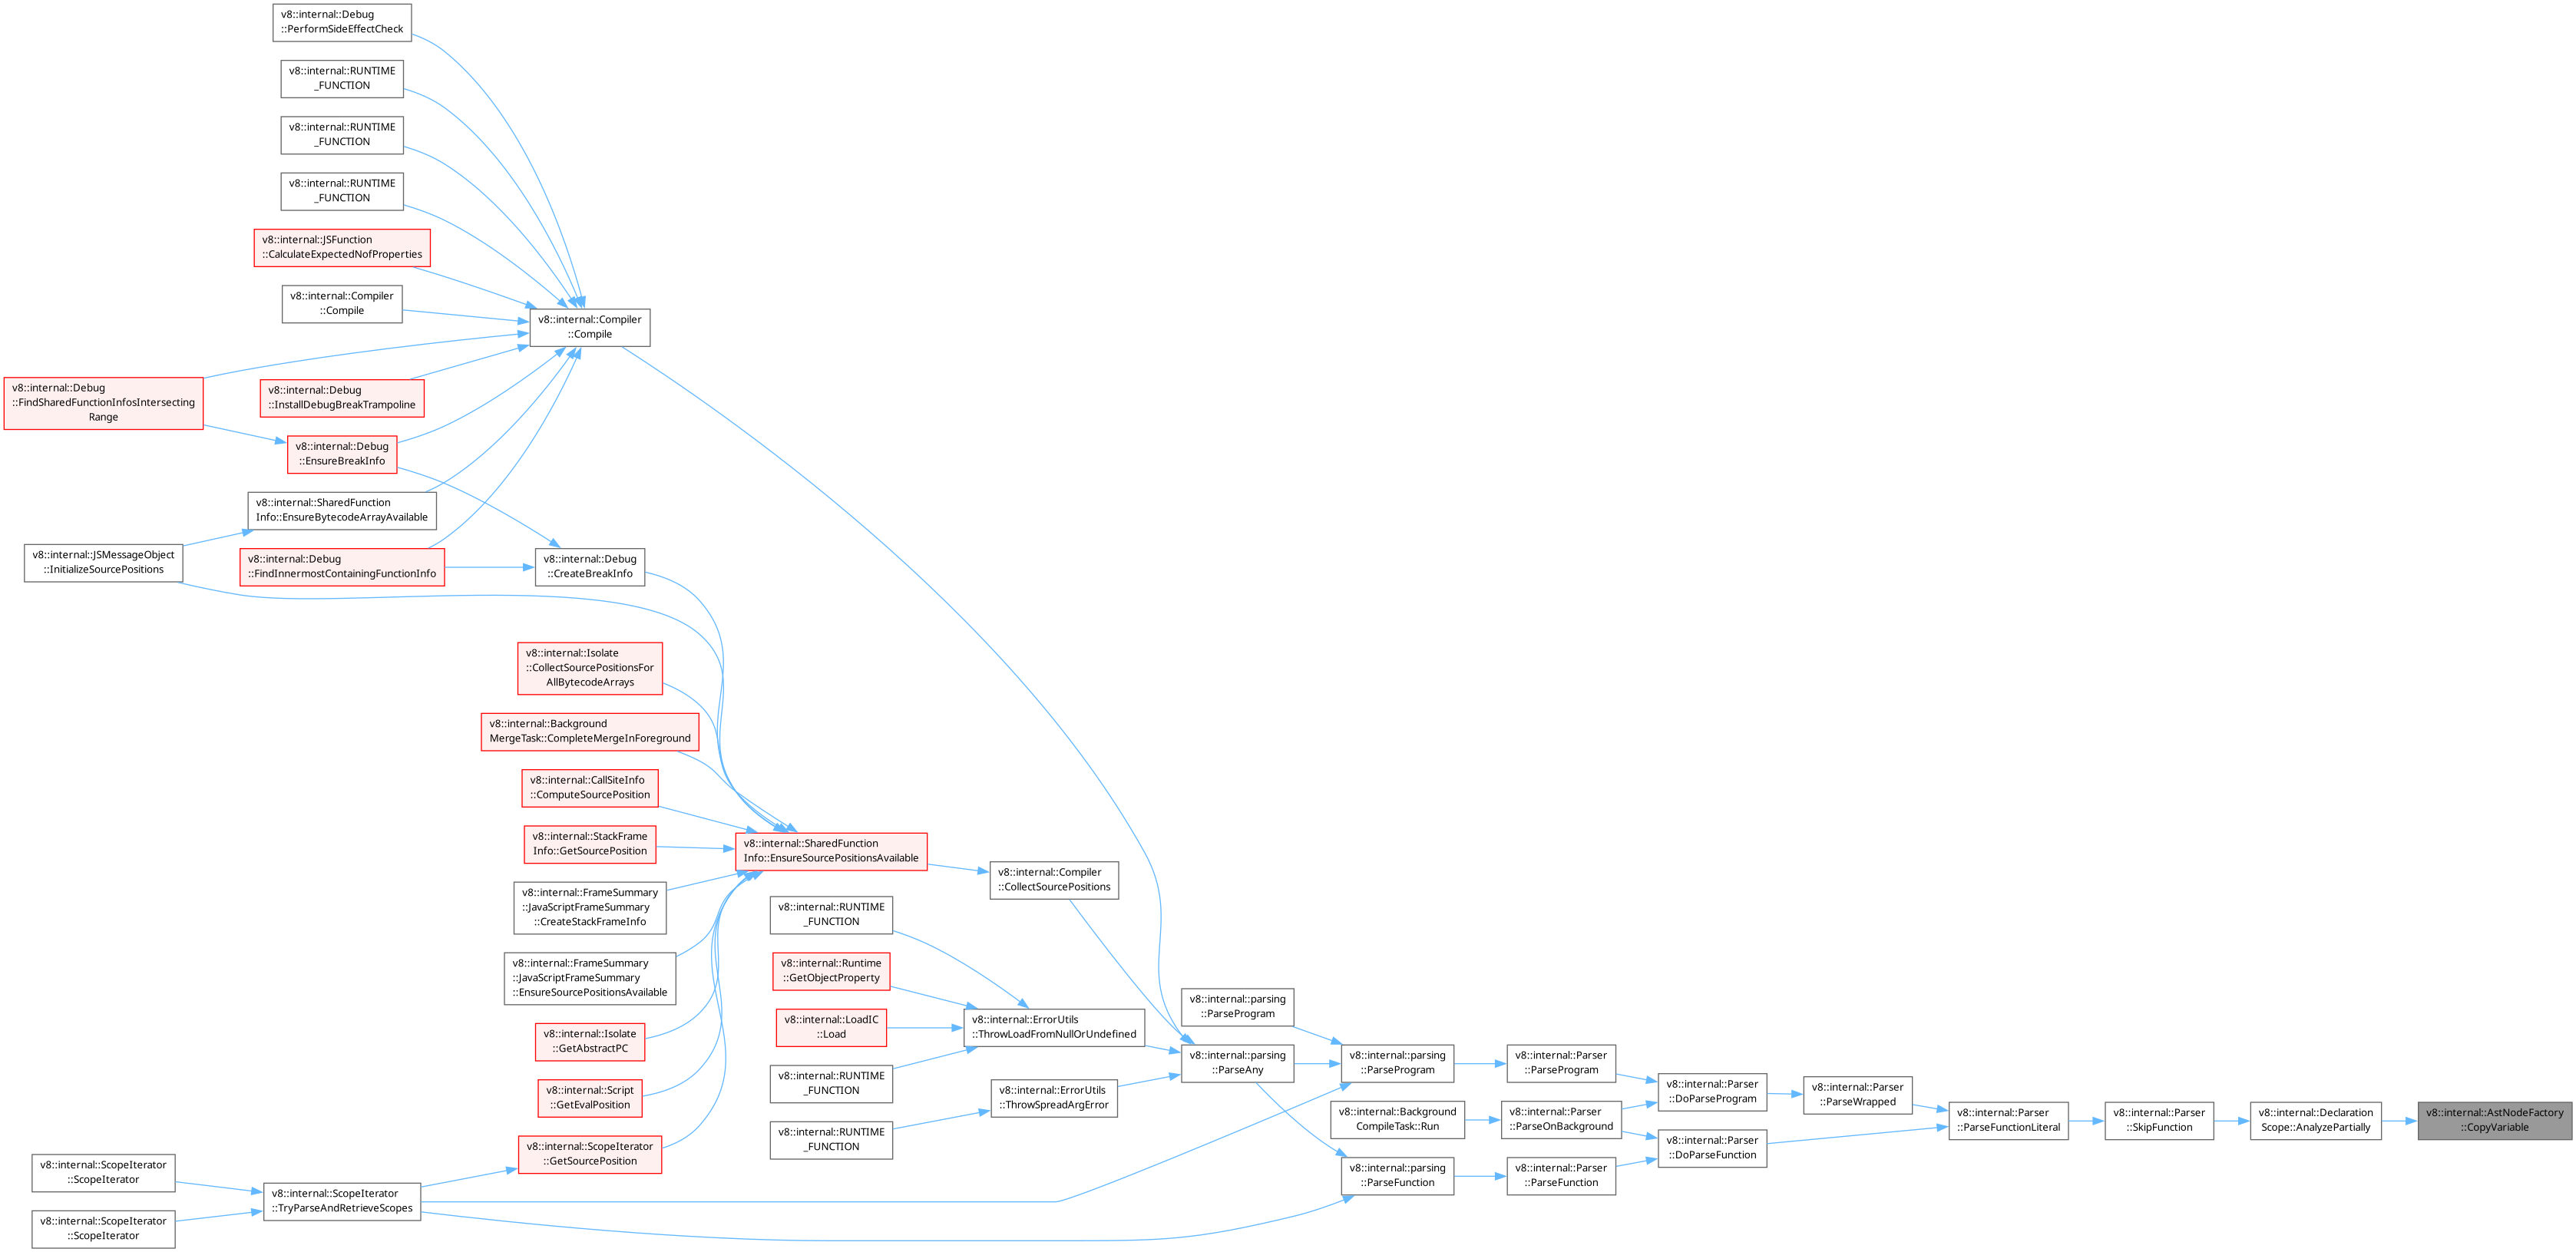 v8::internal::Debug
::PerformSideEffectCheck
v8::internal::RUNTIME
_FUNCTION
v8::internal::RUNTIME
_FUNCTION
v8::internal::RUNTIME
_FUNCTION
v8::internal::JSFunction
::CalculateExpectedNofProperties
v8::internal::Compiler
::Compile
v8::internal::Compiler
::Compile
v8::internal::Debug
::FindSharedFunctionInfosIntersecting
Range
v8::internal::Debug
::InstallDebugBreakTrampoline
v8::internal::Debug
::EnsureBreakInfo
v8::internal::SharedFunction
Info::EnsureBytecodeArrayAvailable
v8::internal::JSMessageObject
::InitializeSourcePositions
v8::internal::Debug
::FindInnermostContainingFunctionInfo
v8::internal::Debug
::CreateBreakInfo
v8::internal::Isolate
::CollectSourcePositionsFor
AllBytecodeArrays
v8::internal::Background
MergeTask::CompleteMergeInForeground
v8::internal::CallSiteInfo
::ComputeSourcePosition
v8::internal::StackFrame
Info::GetSourcePosition
v8::internal::SharedFunction
Info::EnsureSourcePositionsAvailable
v8::internal::Compiler
::CollectSourcePositions
v8::internal::FrameSummary
::JavaScriptFrameSummary
::CreateStackFrameInfo
v8::internal::RUNTIME
_FUNCTION
v8::internal::FrameSummary
::JavaScriptFrameSummary
::EnsureSourcePositionsAvailable
v8::internal::Runtime
::GetObjectProperty
v8::internal::parsing
::ParseProgram
v8::internal::Isolate
::GetAbstractPC
v8::internal::LoadIC
::Load
v8::internal::ErrorUtils
::ThrowLoadFromNullOrUndefined
v8::internal::parsing
::ParseAny
v8::internal::parsing
::ParseProgram
v8::internal::Parser
::ParseProgram
v8::internal::Script
::GetEvalPosition
v8::internal::RUNTIME
_FUNCTION
v8::internal::ErrorUtils
::ThrowSpreadArgError
v8::internal::Parser
::DoParseProgram
v8::internal::Parser
::ParseWrapped
v8::internal::Background
CompileTask::Run
v8::internal::Parser
::ParseOnBackground
v8::internal::Parser
::ParseFunctionLiteral
v8::internal::Parser
::SkipFunction
v8::internal::Declaration
Scope::AnalyzePartially
v8::internal::AstNodeFactory
::CopyVariable
v8::internal::ScopeIterator
::GetSourcePosition
v8::internal::RUNTIME
_FUNCTION
v8::internal::Parser
::DoParseFunction
v8::internal::ScopeIterator
::ScopeIterator
v8::internal::parsing
::ParseFunction
v8::internal::Parser
::ParseFunction
v8::internal::ScopeIterator
::TryParseAndRetrieveScopes
v8::internal::ScopeIterator
::ScopeIterator